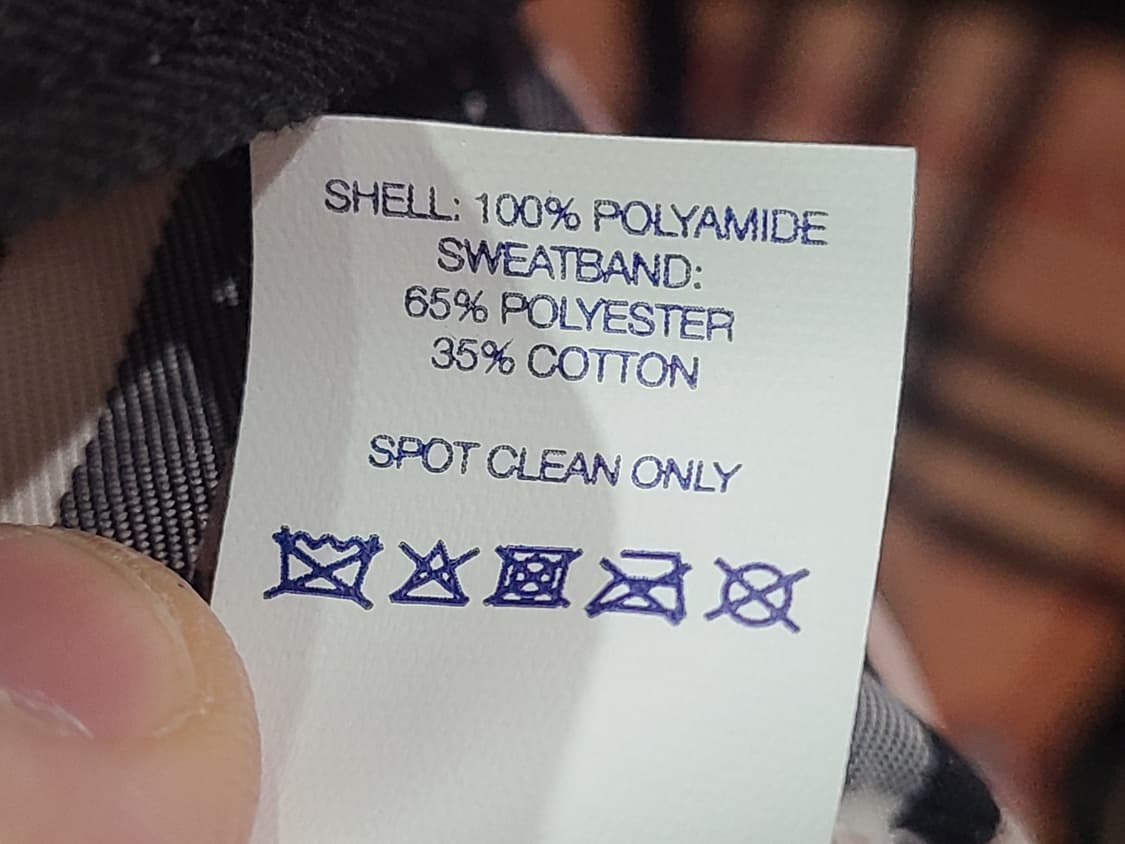 SHELL: 100% POLYAMIDE
SWEATBAND:
65% POLYESTER
35% COTTON
SPOT CLEAN ONLY